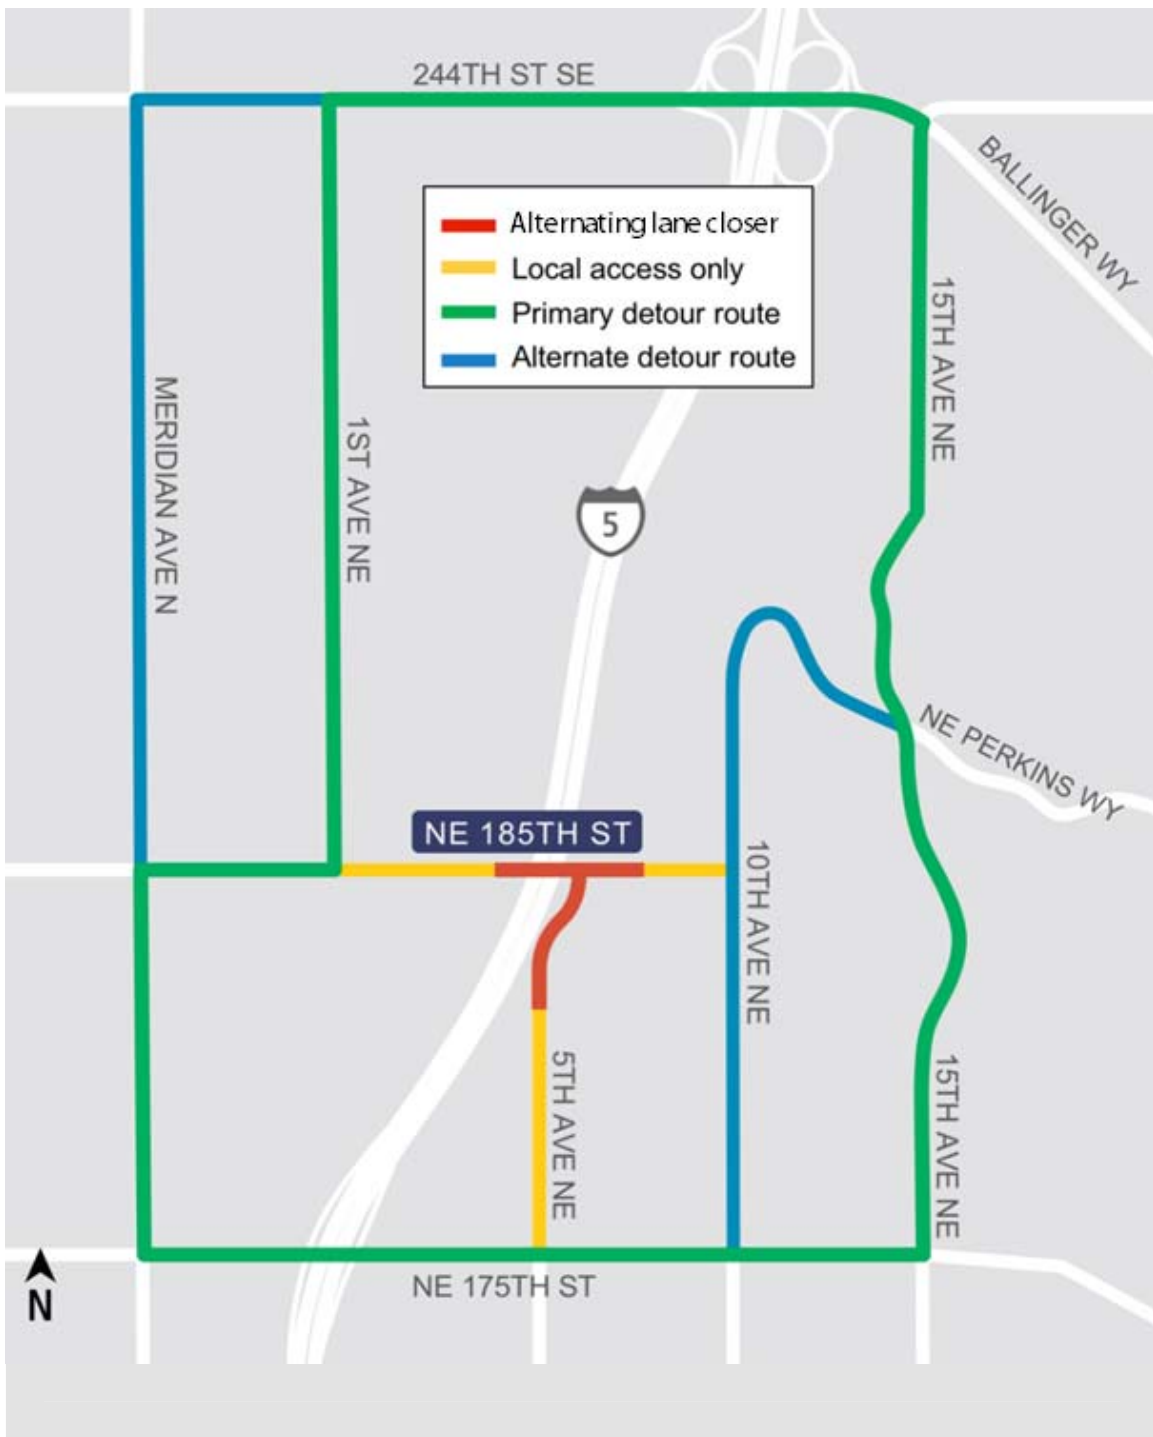 244TH ST SE
BALLINGER WY
Alternating lane closer
Local access only
Primary detour route
Alternate detour route
15TH AVE NE
MERIDIAN AVE N
1ST AVE NE
5
NE PERKINS WY
NE 185TH ST
10TH AVE NE
5TH AVE NE
15TH AVE NE
N
NE 175TH ST